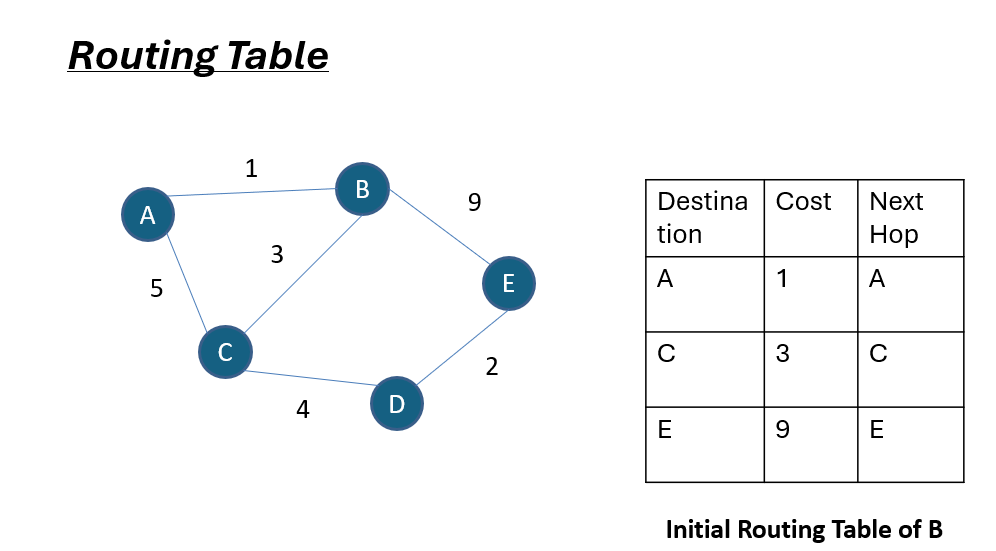 Routing Table
1
B
9
A
3
E
5
C
2
4
D
Destina
tion
Cost
Next
Hop
A
1
A
C
3
C
E
9
E
Initial Routing Table of B